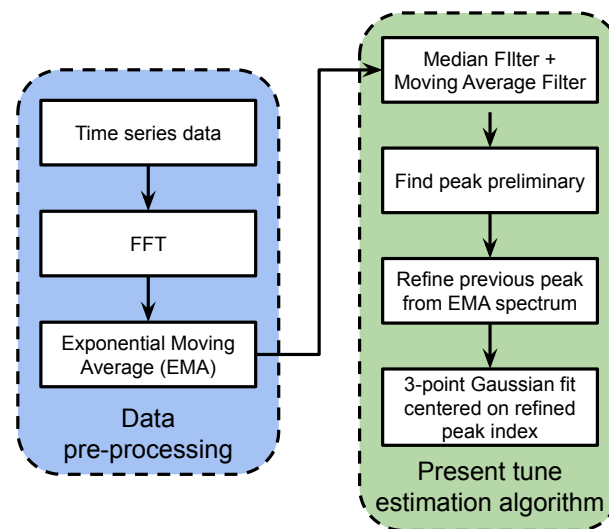 Time series data
FFT
Exponential Moving
Average (EMA)
Data
pre-processing
Median FIlter +
Moving Average Filter
Find peak preliminary
Refine previous peak
from EMA spectrum
3-point Gaussian fit
centered on refined
peak index
Present tune
estimation algorithm